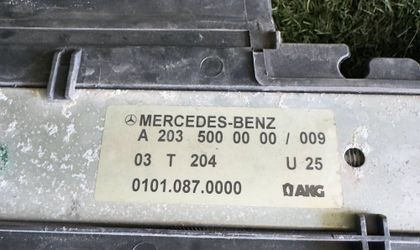 MERCEDES-BENZ
A 203 500 00 00 / 009
03 T 204 U 25
0101.087.0000 AKG